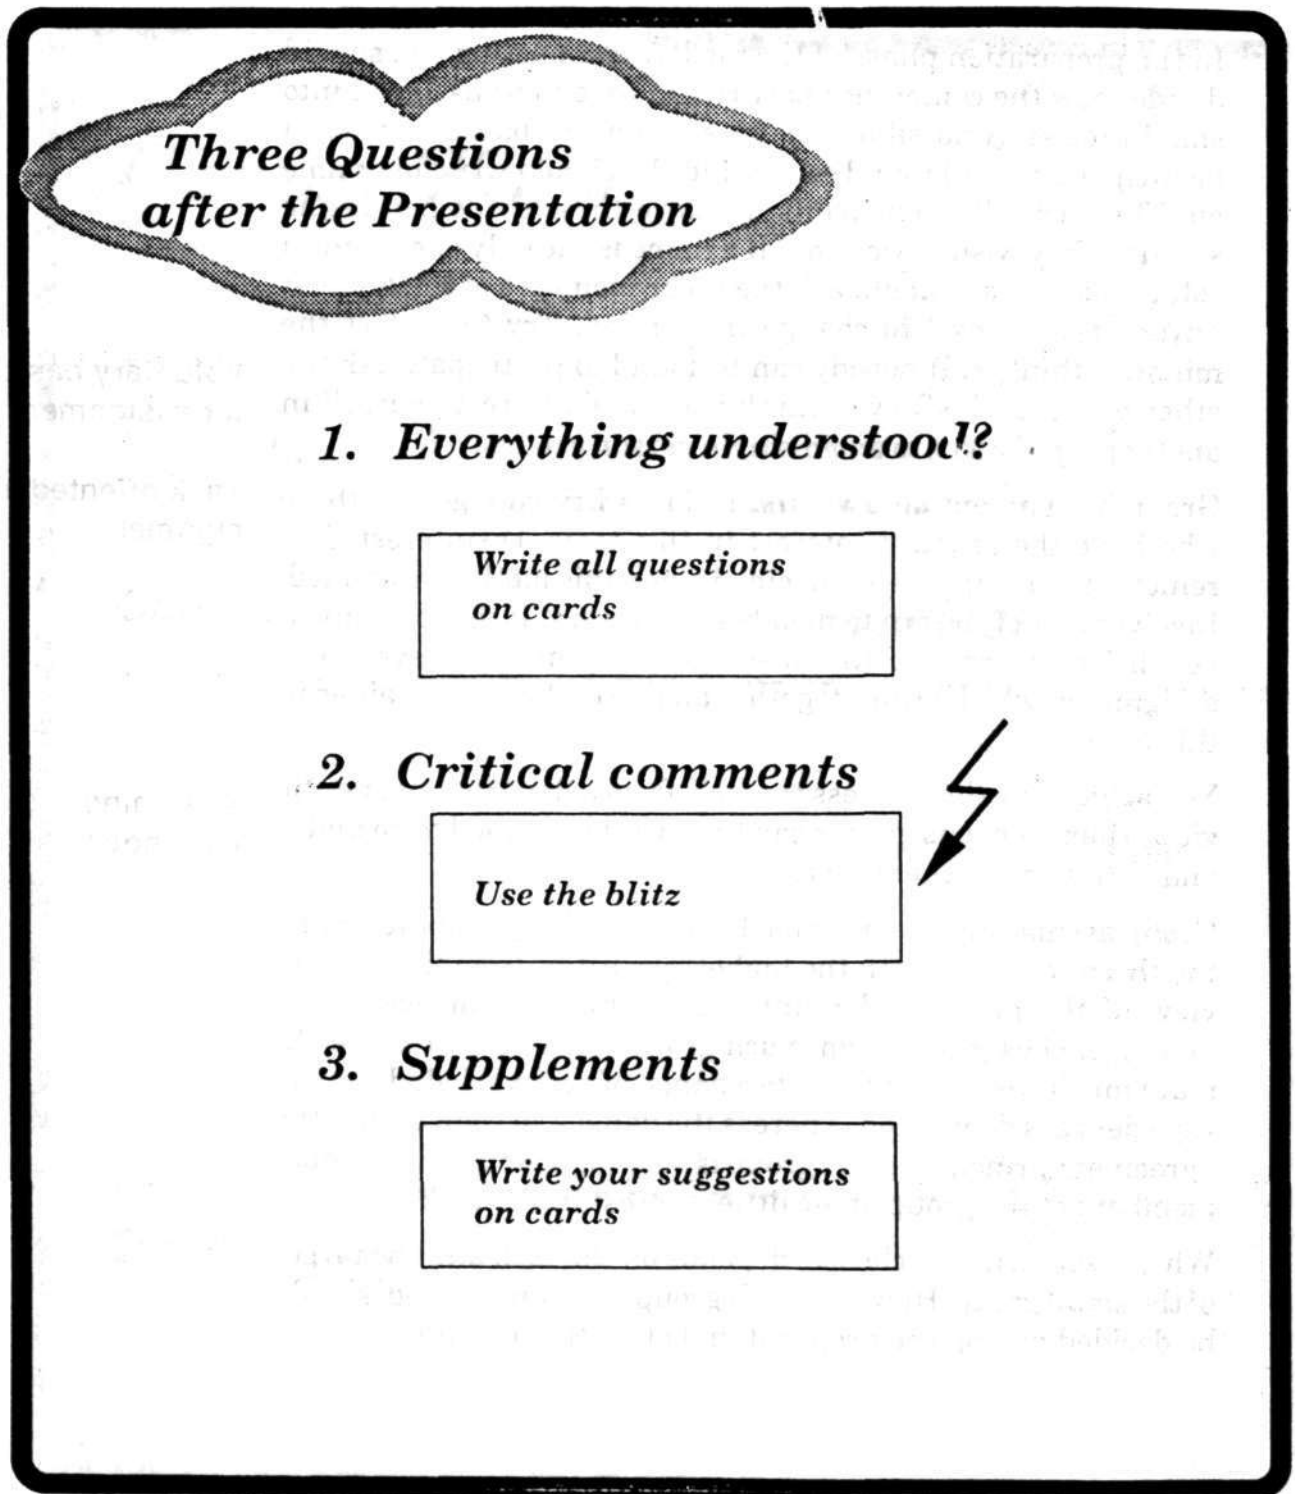 Three Questions
after the Presentation
1. Everything understood?
Write all questions
on cards
2. Critical comments
Use the blitz
3. Supplements
Write your suggestions
on cards